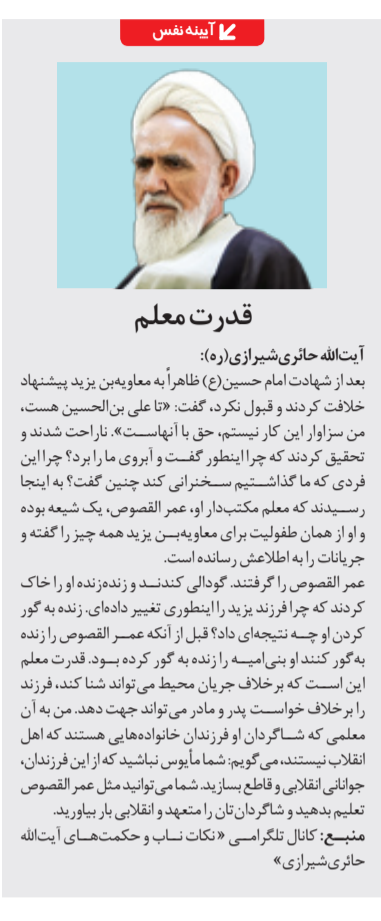 آیینه نفس
قدرت معلم
آیت‌الله حائری‌شیرازی(ره):
بعد از شهادت امام حسین(ع) ظاهراً به معاویه‌بن یزید پیشنهاد
خلافت کردند و قبول نکرد، گفت: «تا علی بن‌الحسین هست،
من سزاوار این کار نیستم، حق با آنهاست». ناراحت شدند و
تحقیق کردند که چرا اینطور گفت و آبروی ما را برد؟ چرا این
فردی که ما گذاشتیم سخنرانی کند چنین گفت؟ به اینجا
رسیدند که معلم مکتب‌دار او، عمر القصوص، یک شیعه بوده
و او از همان طفولیت برای معاویه‌بن یزید همه چیز را گفته و
جریانات را به اطلاعش رسانده است.
عمر القصوص را گرفتند. گودالی کندند و زنده‌زنده او را خاک
کردند که چرا فرزند یزید را اینطوری تغییر داده‌ای. زنده به گور
کردن او چه نتیجه‌ای داد؟ قبل از آنکه عمر القصوص را زنده
به‌گور کنند او بنی‌امیه را زنده به گور کرده بود. قدرت معلم
این است که برخلاف جریان محیط می‌تواند شنا کند، فرزند
را برخلاف خواست پدر و مادر می‌تواند جهت دهد. من به آن
معلمی که شاگردان او فرزندان خانواده‌هایی هستند که اهل
انقلاب نیستند، می‌گویم: شما مأیوس نباشید که از این فرزندان،
جوانانی انقلابی و قاطع بسازید. شما می‌توانید مثل عمر القصوص
تعلیم بدهید و شاگردان‌تان را متعهد و انقلابی بار بیاورید.
منبع: کانال تلگرامی «نکات ناب و حکمت‌های آیت‌الله
حائری‌شیرازی»